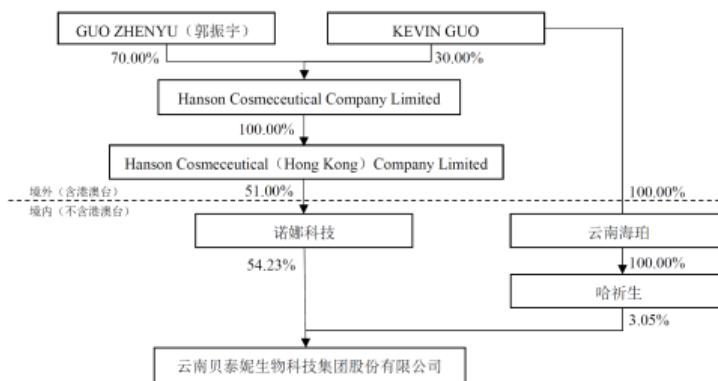 GUO ZHENYU（郭振宇）
KEVIN GUO
70.00%
30.00%
Hanson Cosmeceutical Company Limited
100.00%
Hanson Cosmeceutical（Hong Kong）Company Limited
境外（含港澳台）
51.00%
100.00%
境内（不含港澳台）
诺娜科技
云南海珀
54.23%
100.00%
哈祈生
3.05%
云南贝泰妮生物科技集团股份有限公司